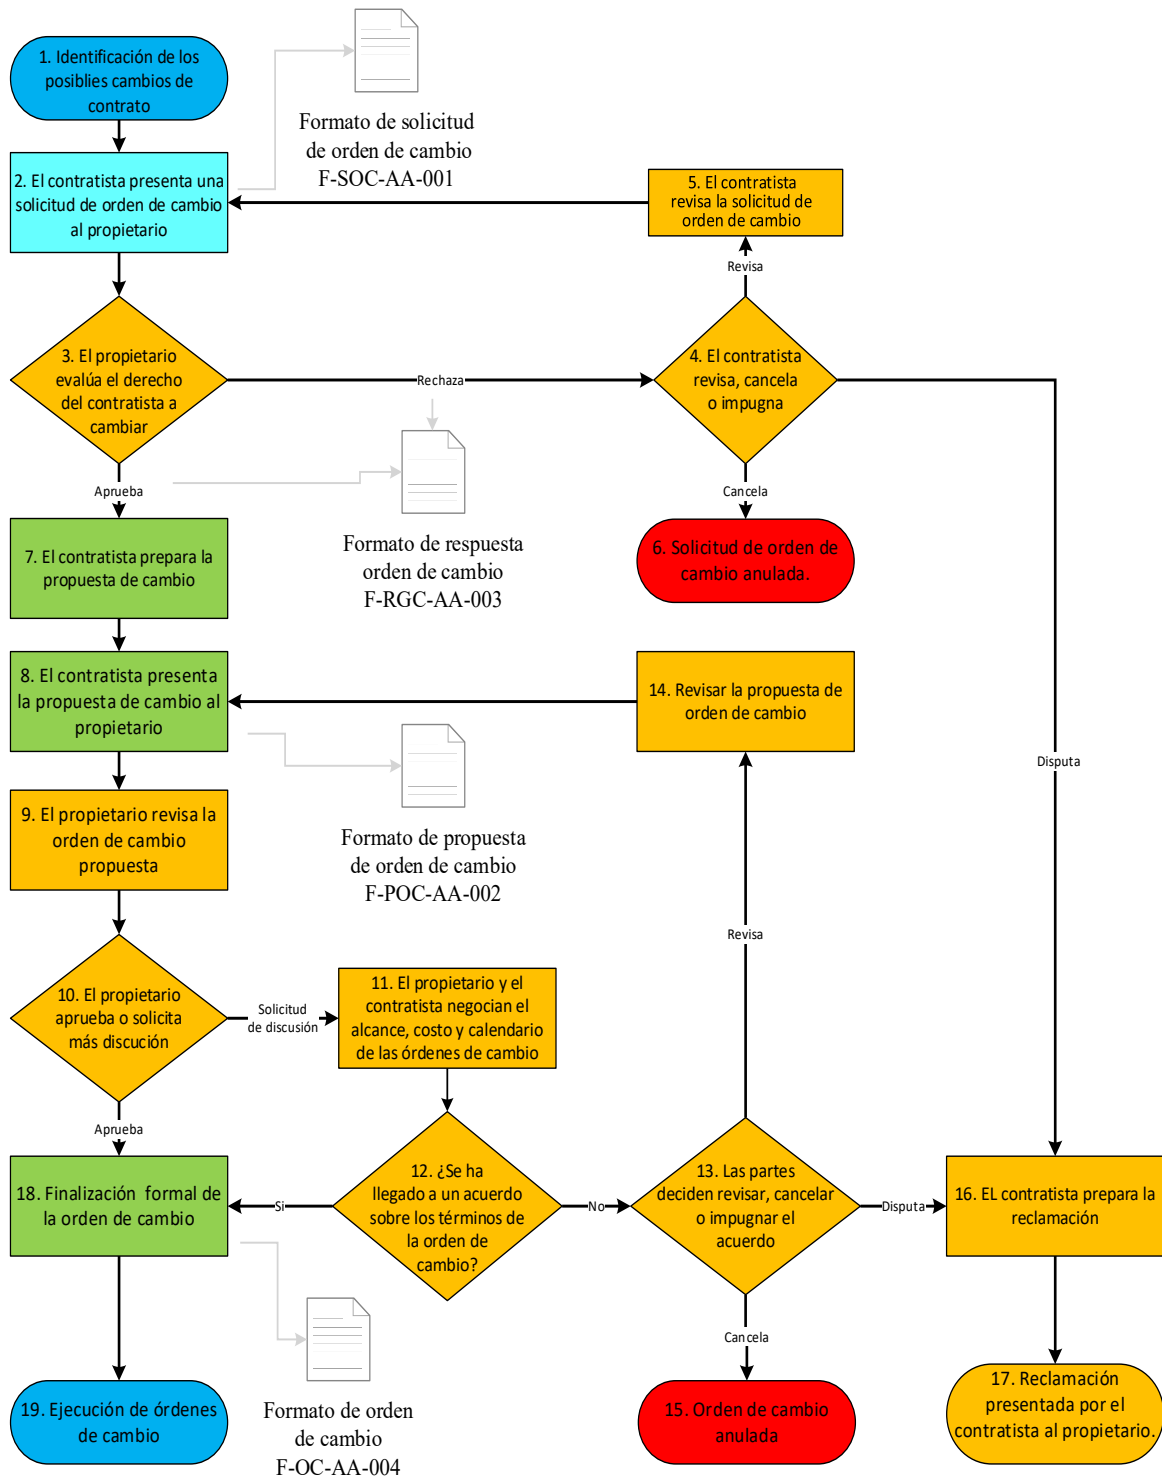 1. Identificación de los
posiblies cambios de
contrato
Formato de solicitud
de orden de cambio
F-SOC-AA-001
2. El contratista presenta una
solicitud de orden de cambio
al propietario
5. El contratista
revisa la solicitud de
orden de cambio
Revisa
3. El propietario
evalúa el derecho
del contratista a
cambiar
Rechaza
4. El contratista
revisa, cancela
o impugna
Aprueba
Cancela
Formato de respuesta
orden de cambio
F-RGC-AA-003
6. Solicitud de orden de
cambio anulada.
7. El contratista prepara la
propuesta de cambio
8. El contratista presenta
la propuesta de cambio al
propietario
14. Revisar la propuesta de
orden de cambio
Disputa
9. El propietario revisa la
orden de cambio
propuesta
Formato de propuesta
de orden de cambio
F-POC-AA-002
Revisa
10. El propietario
aprueba o solicita
más discución
Solicitud
de discusión
11. El propietario y el
contratista negocian el
alcance, costo y calendario
de las órdenes de cambio
Aprueba
18. Finalización formal de
la orden de cambio
Si
12. ¿Se ha
llegado a un acuerdo
sobre los términos de
la orden de
cambio?
No
13. Las partes
deciden revisar, cancelar
o impugnar el
acuerdo
Disputa
16. EL contratista prepara la
reclamación
Cancela
19. Ejecución de órdenes
de cambio
Formato de orden
de cambio
F-OC-AA-004
15. Orden de cambio
anulada
17. Reclamación
presentada por el
contratista al propietario.